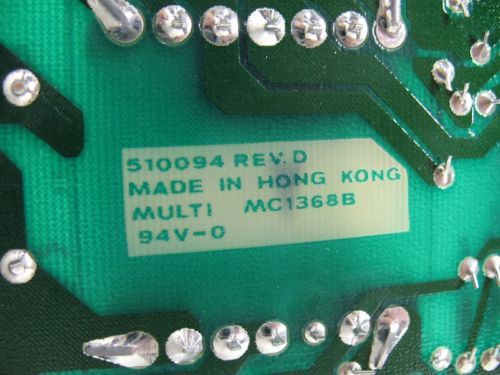 510094 REV.D
MADE IN HONG KONG
MULTI MC1368B
94V-0